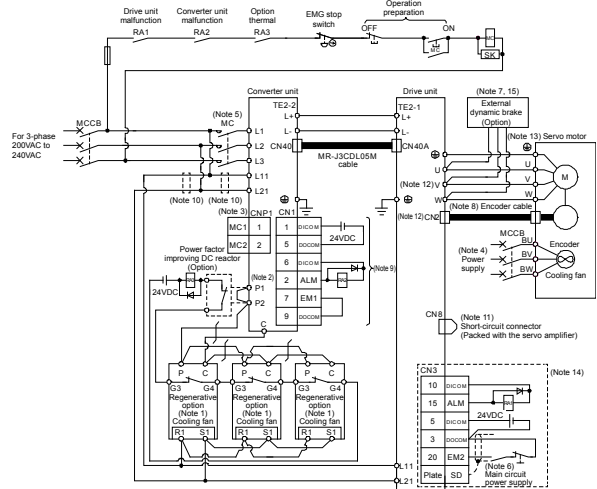 Drive unit malfunction
RA1
Converter unit malfunction
RA2
Option thermal
RA3
EMG stop switch
Operation preparation
OFF
ON
MC
MC
SK
Converter unit
Drive unit
(Note 7, 15)
External dynamic brake (Option)
TE2-2
TE2-1
L+
L+
L-
L-
CN40
CN40A
MR-J3CDL05M cable
(Note 5)
MCCB
MC
For 3-phase 200VAC to 240VAC
L1
L2
L3
L11
L21
(Note 10)
(Note 10)
(Note 13) Servo motor
U
U
(Note 12)
V
V
W
W
M
(Note 8) Encoder cable
(Note 12)
CN2
Encoder
MCCB
(Note 4) Power supply
BU
BV
BW
Cooling fan
(Note 3)
CNP1
MC1 1
MC2 2
CN1
1 DICOM
5 DOCOM
6 DICOM
2 ALM
7 EM1
9 DOCOM
24VDC
(Note 9)
Power factor improving DC reactor (Option)
24VDC
(Note 2)
P1
P2
C
(Note 11)
CN8
Short-circuit connector (Packed with the servo amplifier)
P C
G3 G4
Regenerative option (Note 1) Cooling fan
R1 S1
P C
G3 G4
Regenerative option (Note 1) Cooling fan
R1 S1
P C
G3 G4
Regenerative option (Note 1) Cooling fan
R1 S1
L11
L21
CN3
(Note 14)
10 DICOM
15 ALM
5 DICOM
3 DOCOM
20 EM2
Plate SD
24VDC
(Note 6) Main circuit power supply